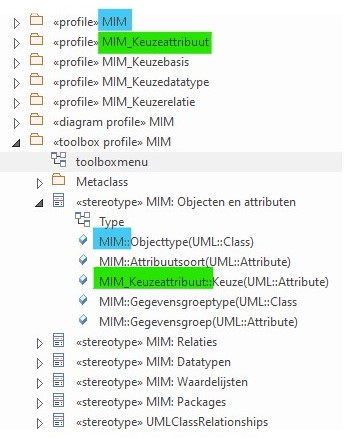 «profile» MIM
«profile» MIM_Keuzeattribuut
«profile» MIM_Keuzebasis
«profile» MIM_Keuzedatatype
«profile» MIM_Keuzerelatie
«diagram profile» MIM
«toolbox profile» MIM
toolboxmenu
Metaclass
«stereotype» MIM: Objecten en attributen
Type
MIM::Objecttype(UML::Class)
MIM::Attribuutsoort(UML::Attribute)
MIM_Keuzeattribuut::Keuze(UML::Attribute)
MIM::Gegevensgroeptype(UML::Class
MIM::Gegevensgroep(UML::Attribute)
«stereotype» MIM: Relaties
«stereotype» MIM: Datatypen
«stereotype» MIM: Waardelijsten
«stereotype» MIM: Packages
«stereotype» UMLClassRelationships